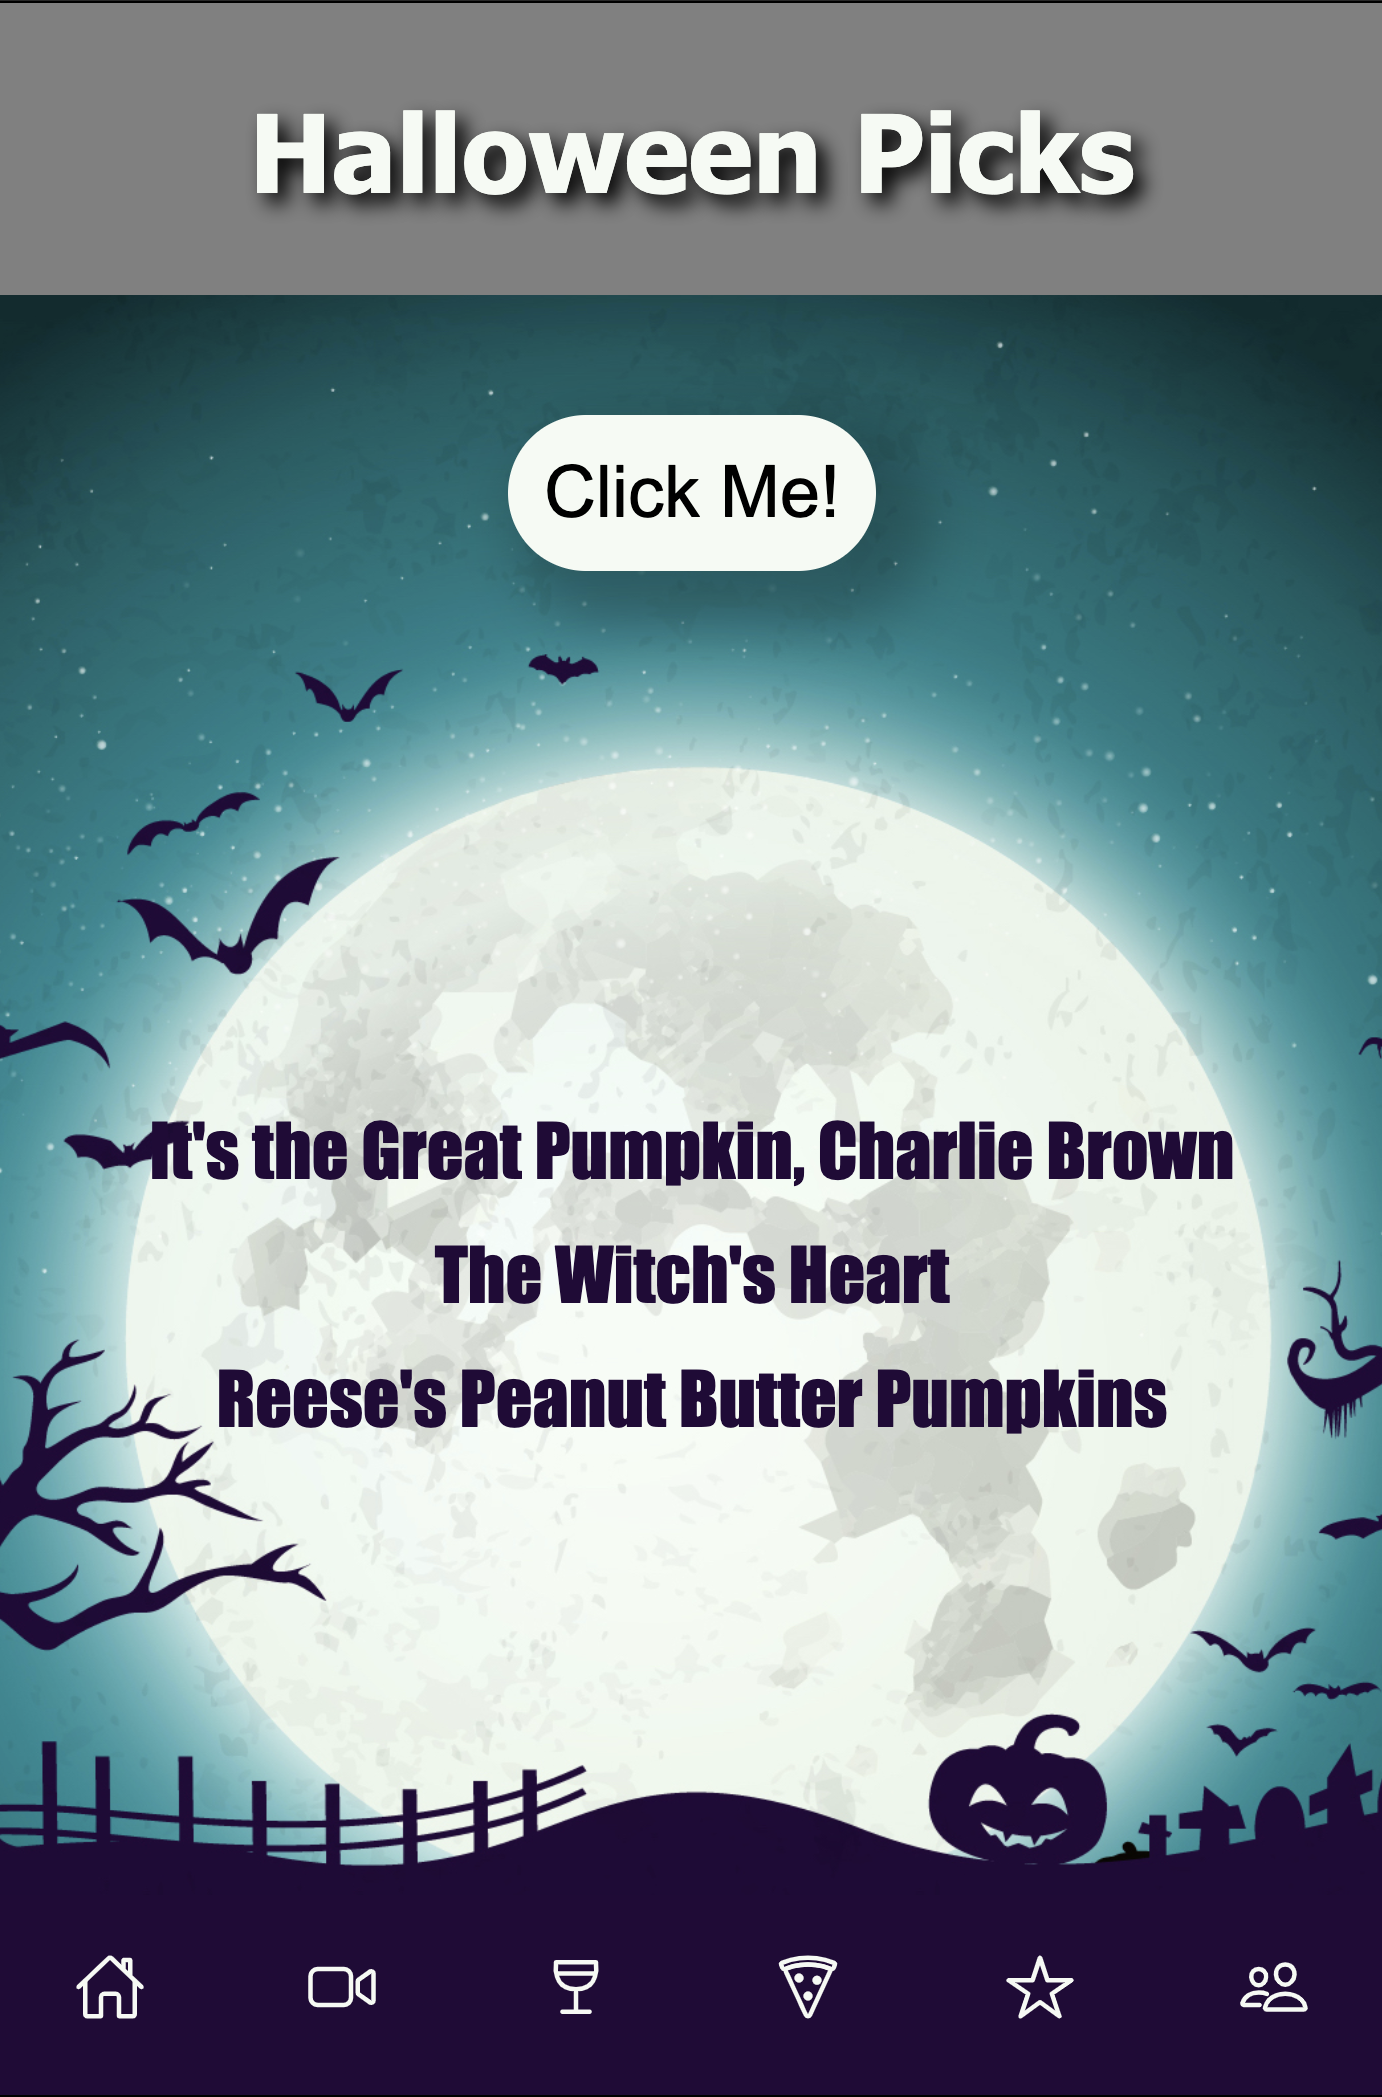 Halloween Picks
Click Me!
It's the Great Pumpkin, Charlie Brown
The Witch's Heart
Reese's Peanut Butter Pumpkins